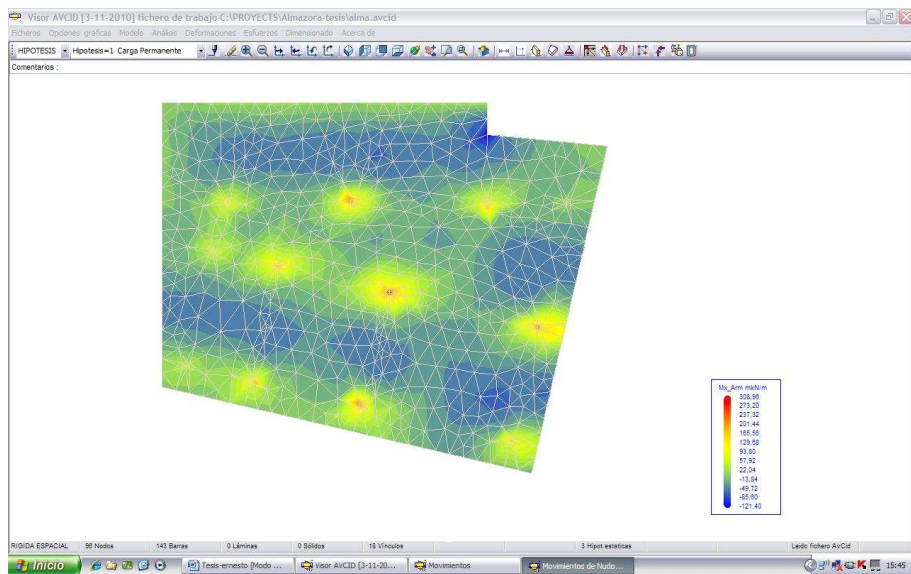 Visor AVCID [3-11-2010] fichero de trabajo C:\PROYECTS\Almazora-tesis\alma.avcid
Ficheros Opciones graficas Modelo Análisis Deformaciones Esfuerzos Dimensionado Acerca de
HIPOTESIS Hipotesis=1 Carga Permanente
Comentarios :
Mx_Arm mkN/m
308,96
273,20
237,32
201,44
165,56
129,68
93,80
57,92
22,04
-13,84
-49,72
-85,60
-121,40
RIGIDA ESPACIAL 96 Nodos 143 Barras 0 Láminas 0 Sólidos 16 Vínculos 3 Hipot.estaticas Leido fichero AvCid
Inicio Tesis-ernesto [Modo ... Visor AVCID [3-11-20... Movimientos Movimientos de Nudo... 15:45